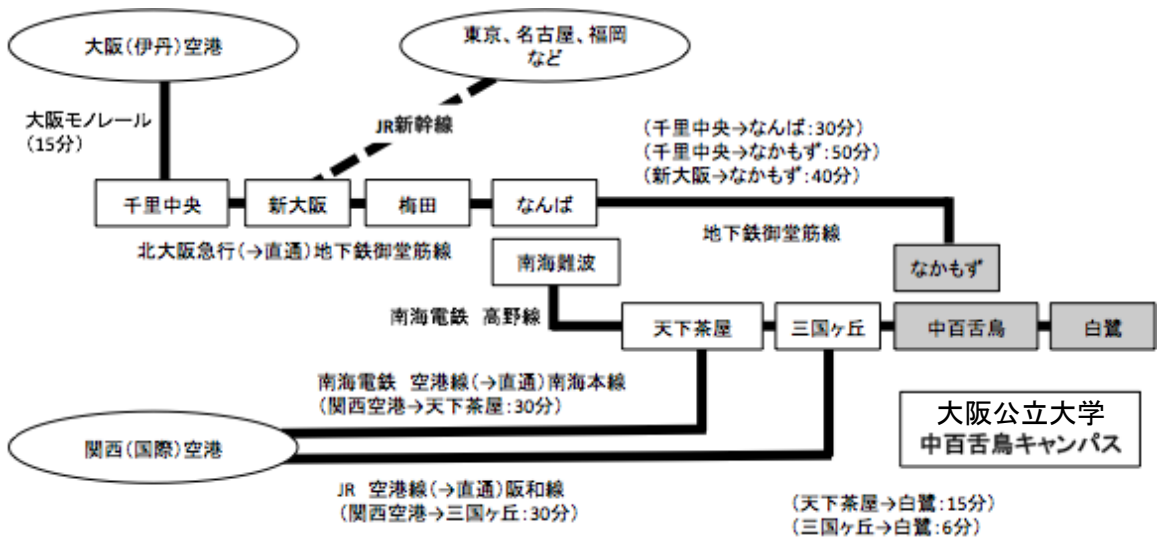 大阪（伊丹）空港
東京、名古屋、福岡
など
大阪モノレール
（15分）
JR新幹線
（千里中央→なんば：30分）
（千里中央→なかもず：50分）
（新大阪→なかもず：40分）
千里中央
新大阪
梅田
なんば
北大阪急行（→直通）地下鉄御堂筋線
地下鉄御堂筋線
南海難波
なかもず
南海電鉄　高野線
天下茶屋
三国ヶ丘
中百舌鳥
白鷺
南海電鉄　空港線（→直通）南海本線
（関西空港→天下茶屋：30分）
大阪公立大学
中百舌鳥キャンパス
関西（国際）空港
JR　空港線（→直通）阪和線
（関西空港→三国ヶ丘：30分）
（天下茶屋→白鷺：15分）
（三国ヶ丘→白鷺：6分）